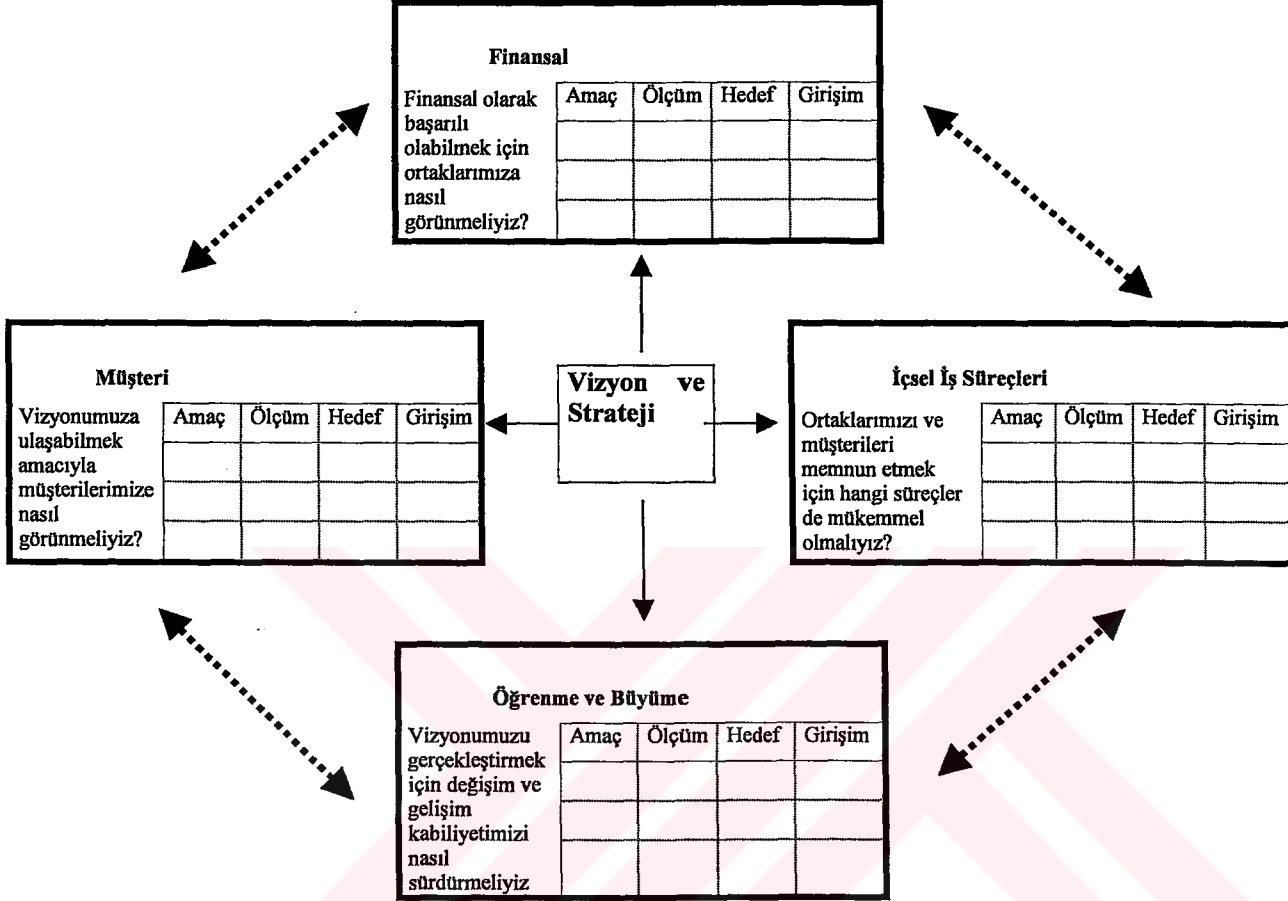 Finansal
Finansal olarak
başarılı
olabilmek için
ortaklarımıza
nasıl
görünmeliyiz?
Amaç Ölçüm Hedef Girişim
Müşteri
Vizyonumuza
ulaşabilmek
amacıyla
müşterilerimize
nasıl
görünmeliyiz?
Amaç Ölçüm Hedef Girişim
Vizyon ve
Strateji
İçsel İş Süreçleri
Ortaklarımızı ve
müşterileri
memnun etmek
için hangi süreçler
de mükemmel
olmalıyız?
Amaç Ölçüm Hedef Girişim
Öğrenme ve Büyüme
Vizyonumuzu
gerçekleştirmek
için değişim ve
gelişim
kabiliyetimizi
nasıl
sürdürmeliyiz
Amaç Ölçüm Hedef Girişim